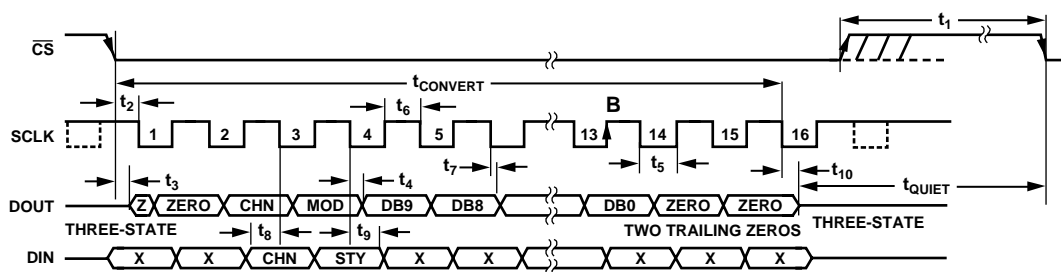 t1
CS
tCONVERT
t2
t6
B
SCLK
1 2 3 4 5 13 14 15 16
t3
t4
t7
t5
t10
tQUIET
DOUT
Z ZERO CHN MOD DB9 DB8 DB0 ZERO ZERO
THREE-STATE
t8
t9
TWO TRAILING ZEROS
THREE-STATE
DIN
X X CHN STY X X X X X